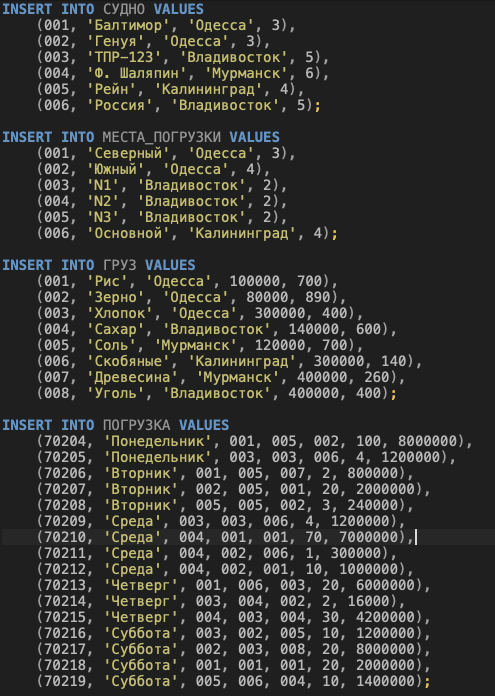 INSERT INTO СУДНО VALUES
(001, 'Балтимор', 'Одесса', 3),
(002, 'Генуя', 'Одесса', 3),
(003, 'ТПР-123', 'Владивосток', 5),
(004, 'Ф. Шаляпин', 'Мурманск', 6),
(005, 'Рейн', 'Калининград', 4),
(006, 'Россия', 'Владивосток', 5);
INSERT INTO МЕСТА_ПОГРУЗКИ VALUES
(001, 'Северный', 'Одесса', 3),
(002, 'Южный', 'Одесса', 4),
(003, 'N1', 'Владивосток', 2),
(004, 'N2', 'Владивосток', 2),
(005, 'N3', 'Владивосток', 2),
(006, 'Основной', 'Калининград', 4);
INSERT INTO ГРУЗ VALUES
(001, 'Рис', 'Одесса', 100000, 700),
(002, 'Зерно', 'Одесса', 80000, 890),
(003, 'Хлопок', 'Одесса', 300000, 400),
(004, 'Сахар', 'Владивосток', 140000, 600),
(005, 'Соль', 'Мурманск', 120000, 700),
(006, 'Скобяные', 'Калининград', 300000, 140),
(007, 'Древесина', 'Мурманск', 400000, 260),
(008, 'Уголь', 'Владивосток', 400000, 400);
INSERT INTO ПОГРУЗКА VALUES
(70204, 'Понедельник', 001, 005, 002, 100, 8000000),
(70205, 'Понедельник', 003, 003, 006, 4, 1200000),
(70206, 'Вторник', 001, 005, 007, 2, 800000),
(70207, 'Вторник', 002, 005, 001, 20, 2000000),
(70208, 'Вторник', 005, 005, 002, 3, 240000),
(70209, 'Среда', 003, 003, 006, 4, 1200000),
(70210, 'Среда', 004, 001, 001, 70, 7000000),
(70211, 'Среда', 004, 002, 006, 1, 300000),
(70212, 'Среда', 004, 002, 001, 10, 1000000),
(70213, 'Четверг', 001, 006, 003, 20, 6000000),
(70214, 'Четверг', 003, 004, 002, 2, 16000),
(70215, 'Четверг', 004, 003, 004, 30, 4200000),
(70216, 'Суббота', 003, 002, 005, 10, 1200000),
(70217, 'Суббота', 002, 003, 008, 20, 8000000),
(70218, 'Суббота', 001, 001, 001, 20, 2000000),
(70219, 'Суббота', 005, 006, 004, 10, 1400000);